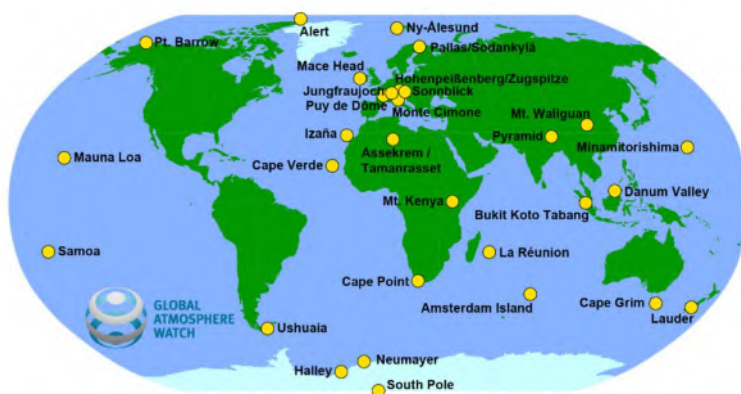 Alert
Ny-Ålesund
Pt. Barrow
Pallas/Sodankylä
Mace Head
Hohenpeißenberg/Zugspitze
Jungfraujoch
Sonnblick
Puy de Dôme
Monte Cimone
Mt. Waliguan
Izaña
Pyramid
Minamitorishima
Assekrem /
Tamanrasset
Mauna Loa
Cape Verde
Danum Valley
Mt. Kenya
Bukit Koto Tabang
Samoa
La Réunion
Cape Point
Amsterdam Island
Cape Grim
Lauder
GLOBAL
ATMOSPHERE
WATCH
Ushuaia
Neumayer
Halley
South Pole